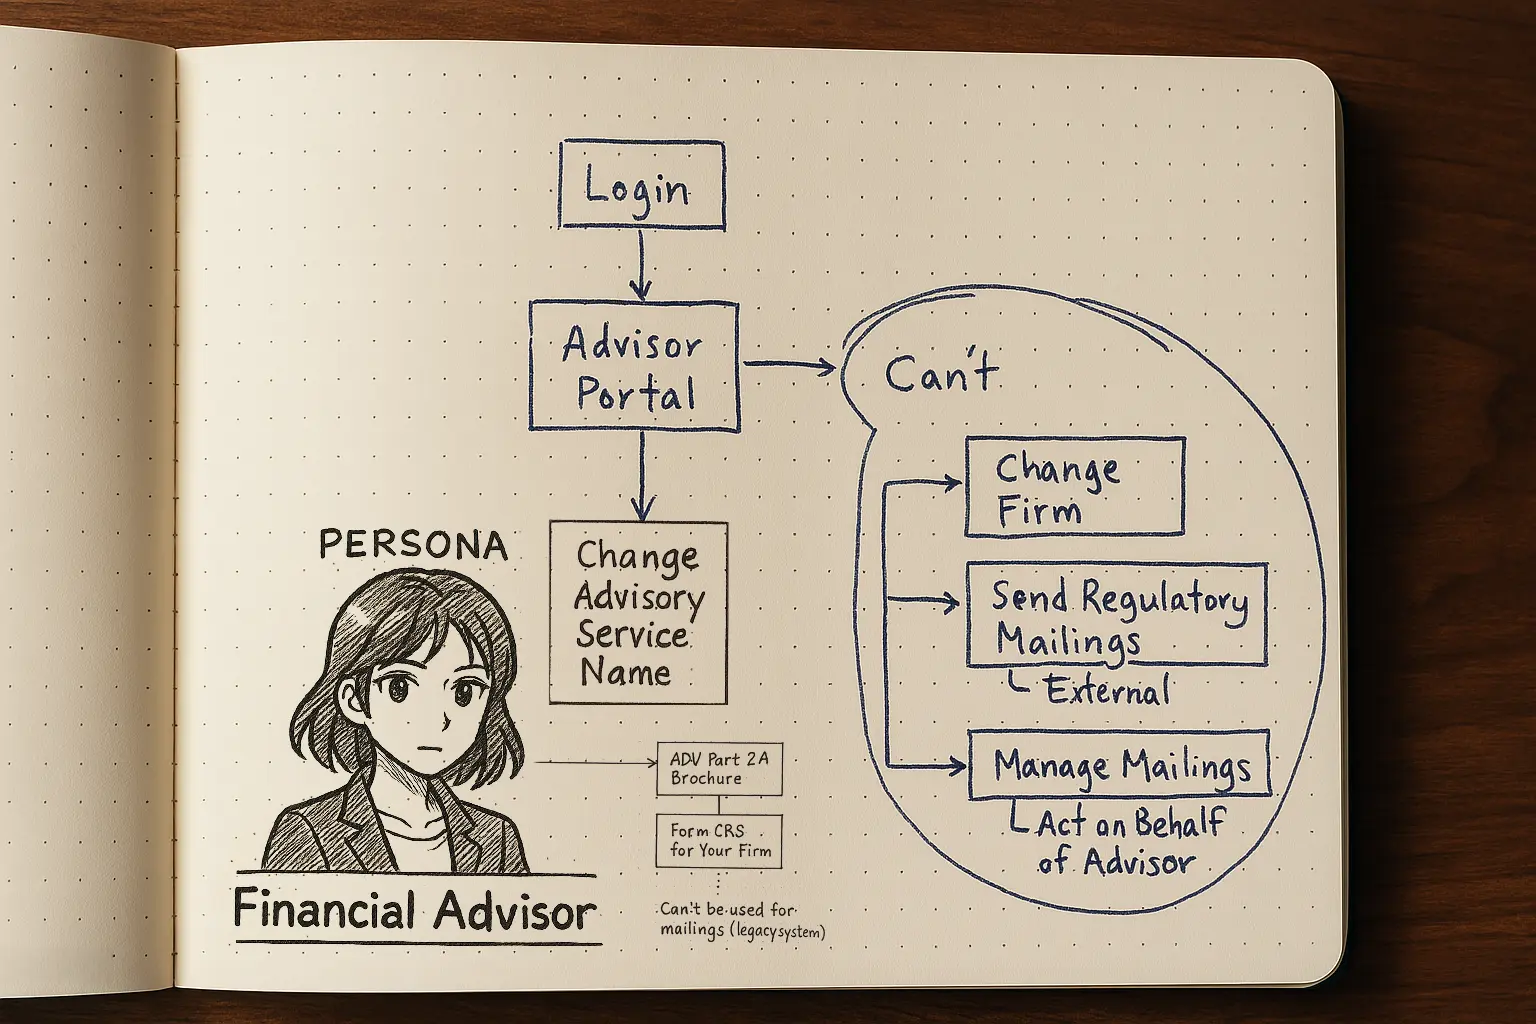 Login
Advisor
Portal
Can't
Change
Firm
Send Regulatory
Mailings
External
Manage Mailings
Act on Behalf
of Advisor
Change
Advisory
Service
Name
PERSONA
Financial Advisor
ADV Part 2A
Brochure
Form CRS
for Your Firm
Can't be used for
mailings (legacy system)